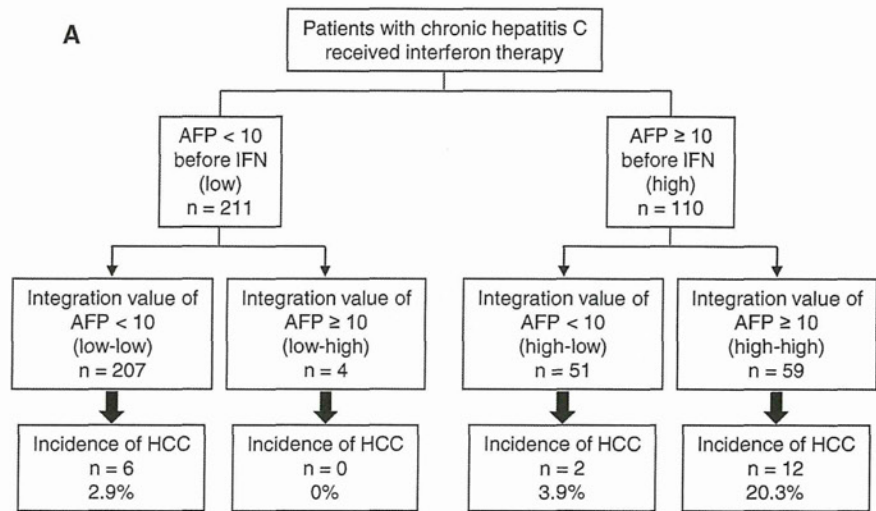 A
Patients with chronic hepatitis C
received interferon therapy
AFP < 10
before IFN
(low)
n = 211
AFP ≥ 10
before IFN
(high)
n = 110
Integration value of
AFP < 10
(low-low)
n = 207
Integration value of
AFP ≥ 10
(low-high)
n = 4
Integration value of
AFP < 10
(high-low)
n = 51
Integration value of
AFP ≥ 10
(high-high)
n = 59
Incidence of HCC
n = 6
2.9%
Incidence of HCC
n = 0
0%
Incidence of HCC
n = 2
3.9%
Incidence of HCC
n = 12
20.3%